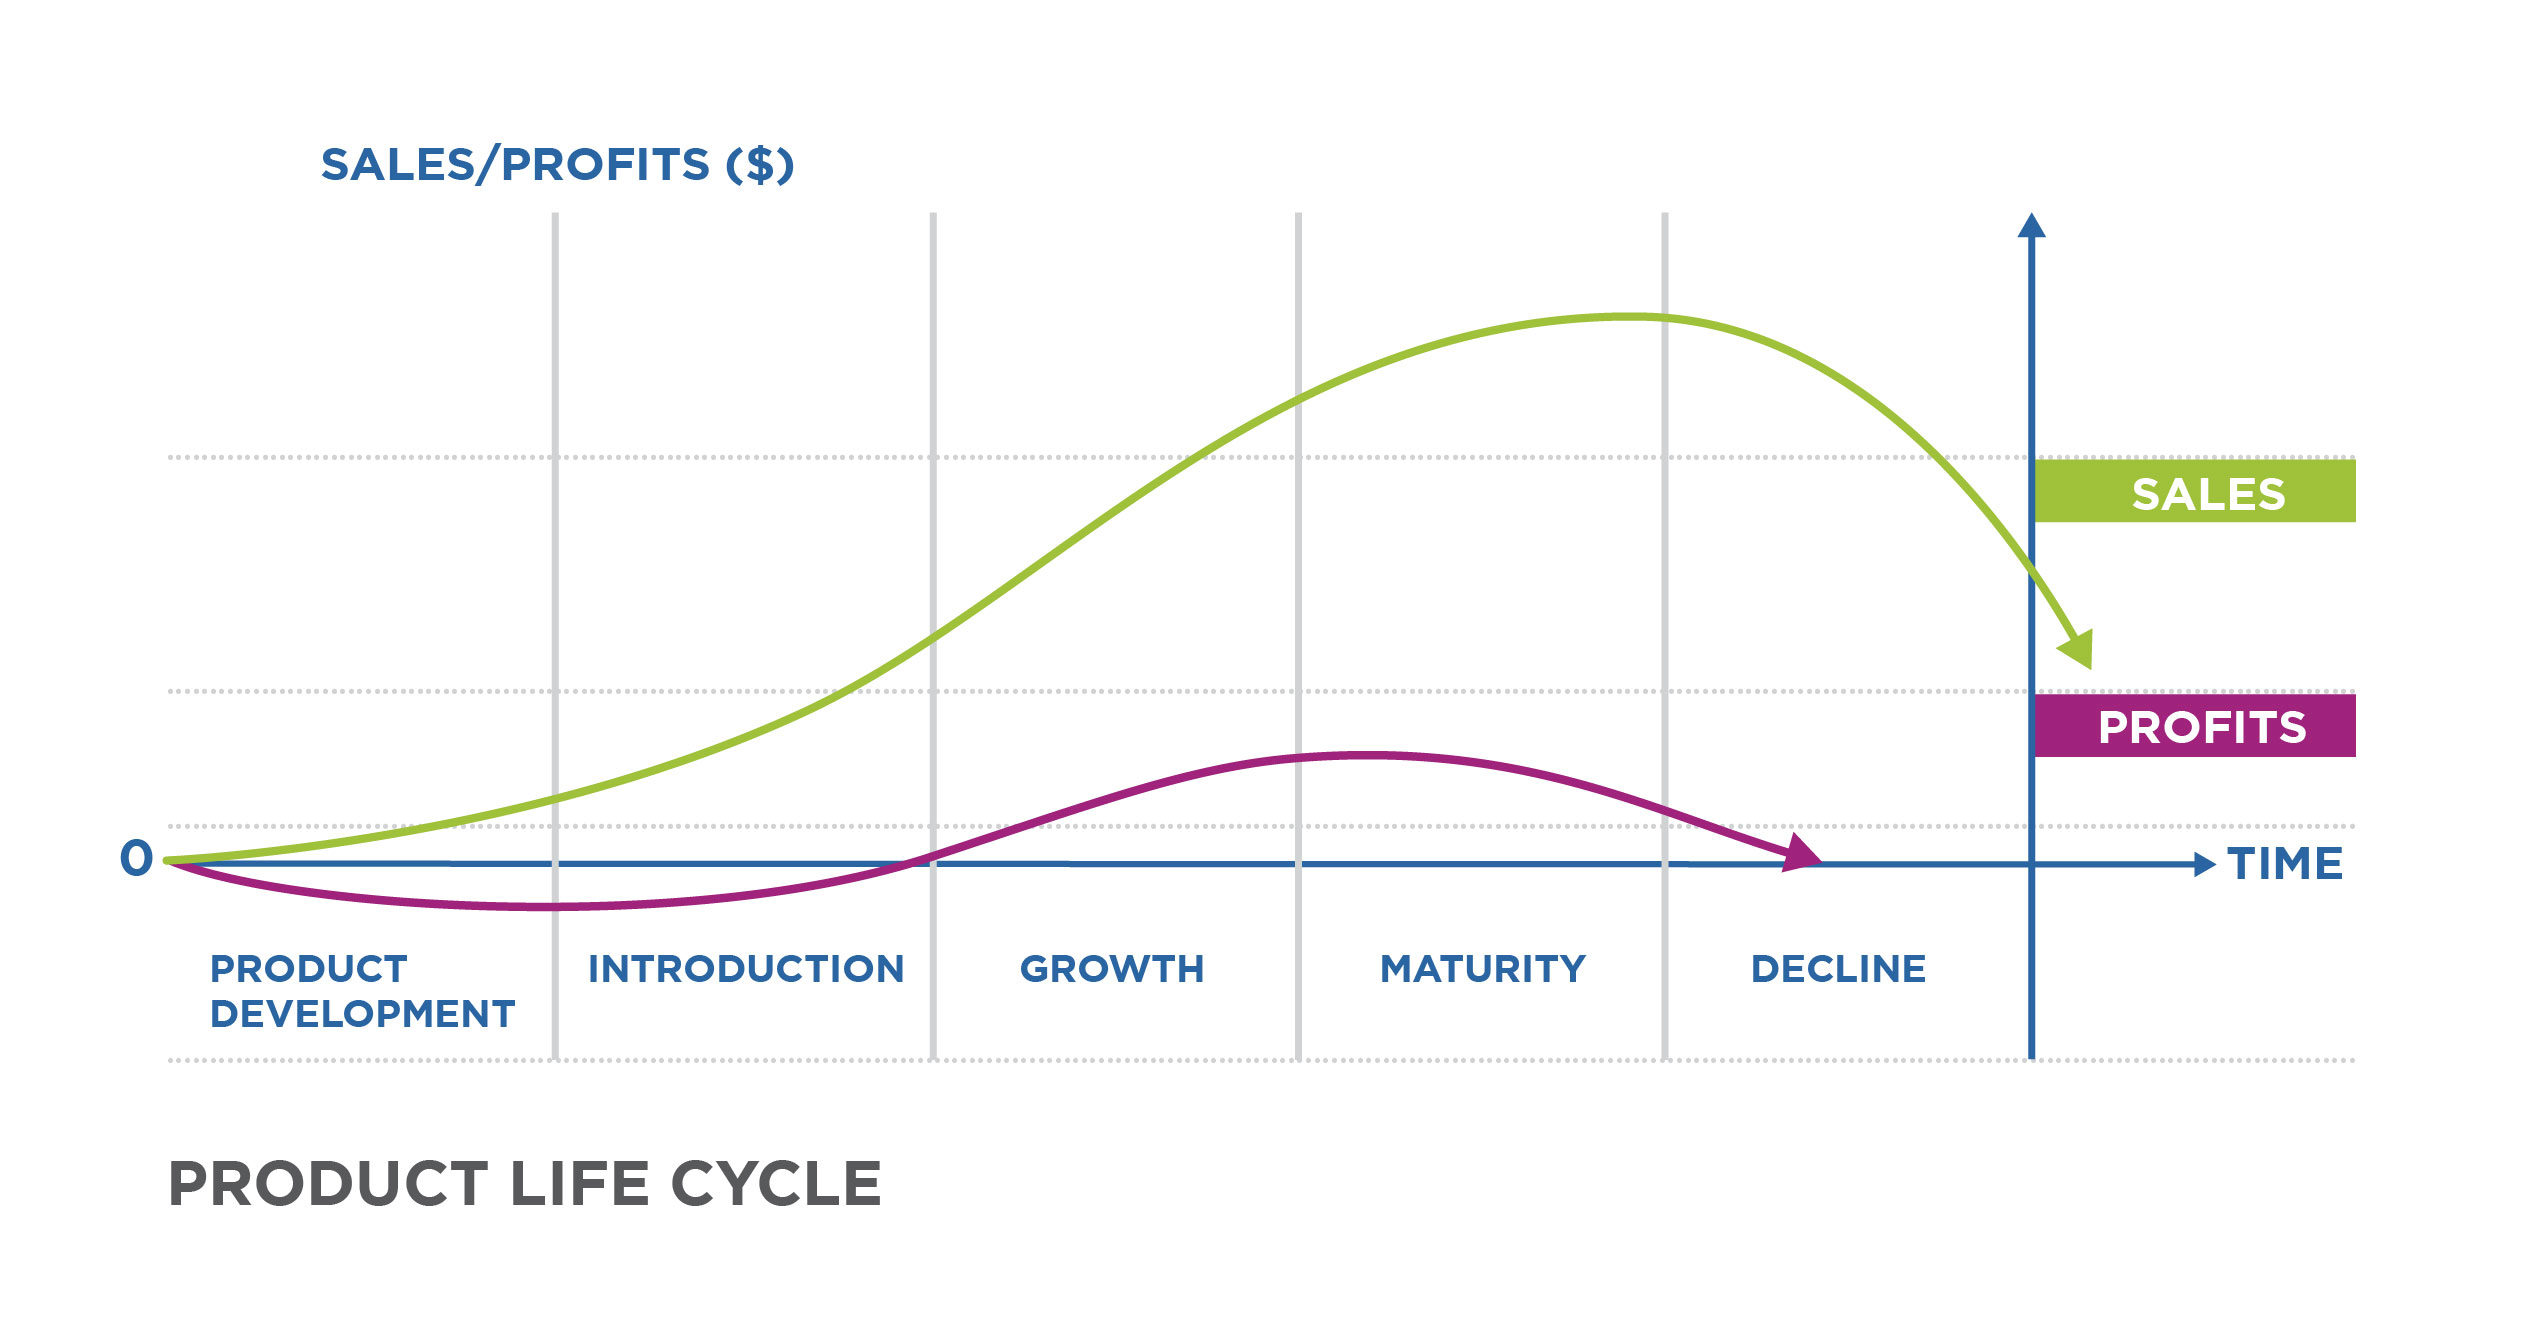 SALES/PROFITS ($)
SALES
PROFITS
0
TIME
PRODUCT
DEVELOPMENT
INTRODUCTION
GROWTH
MATURITY
DECLINE
PRODUCT LIFE CYCLE